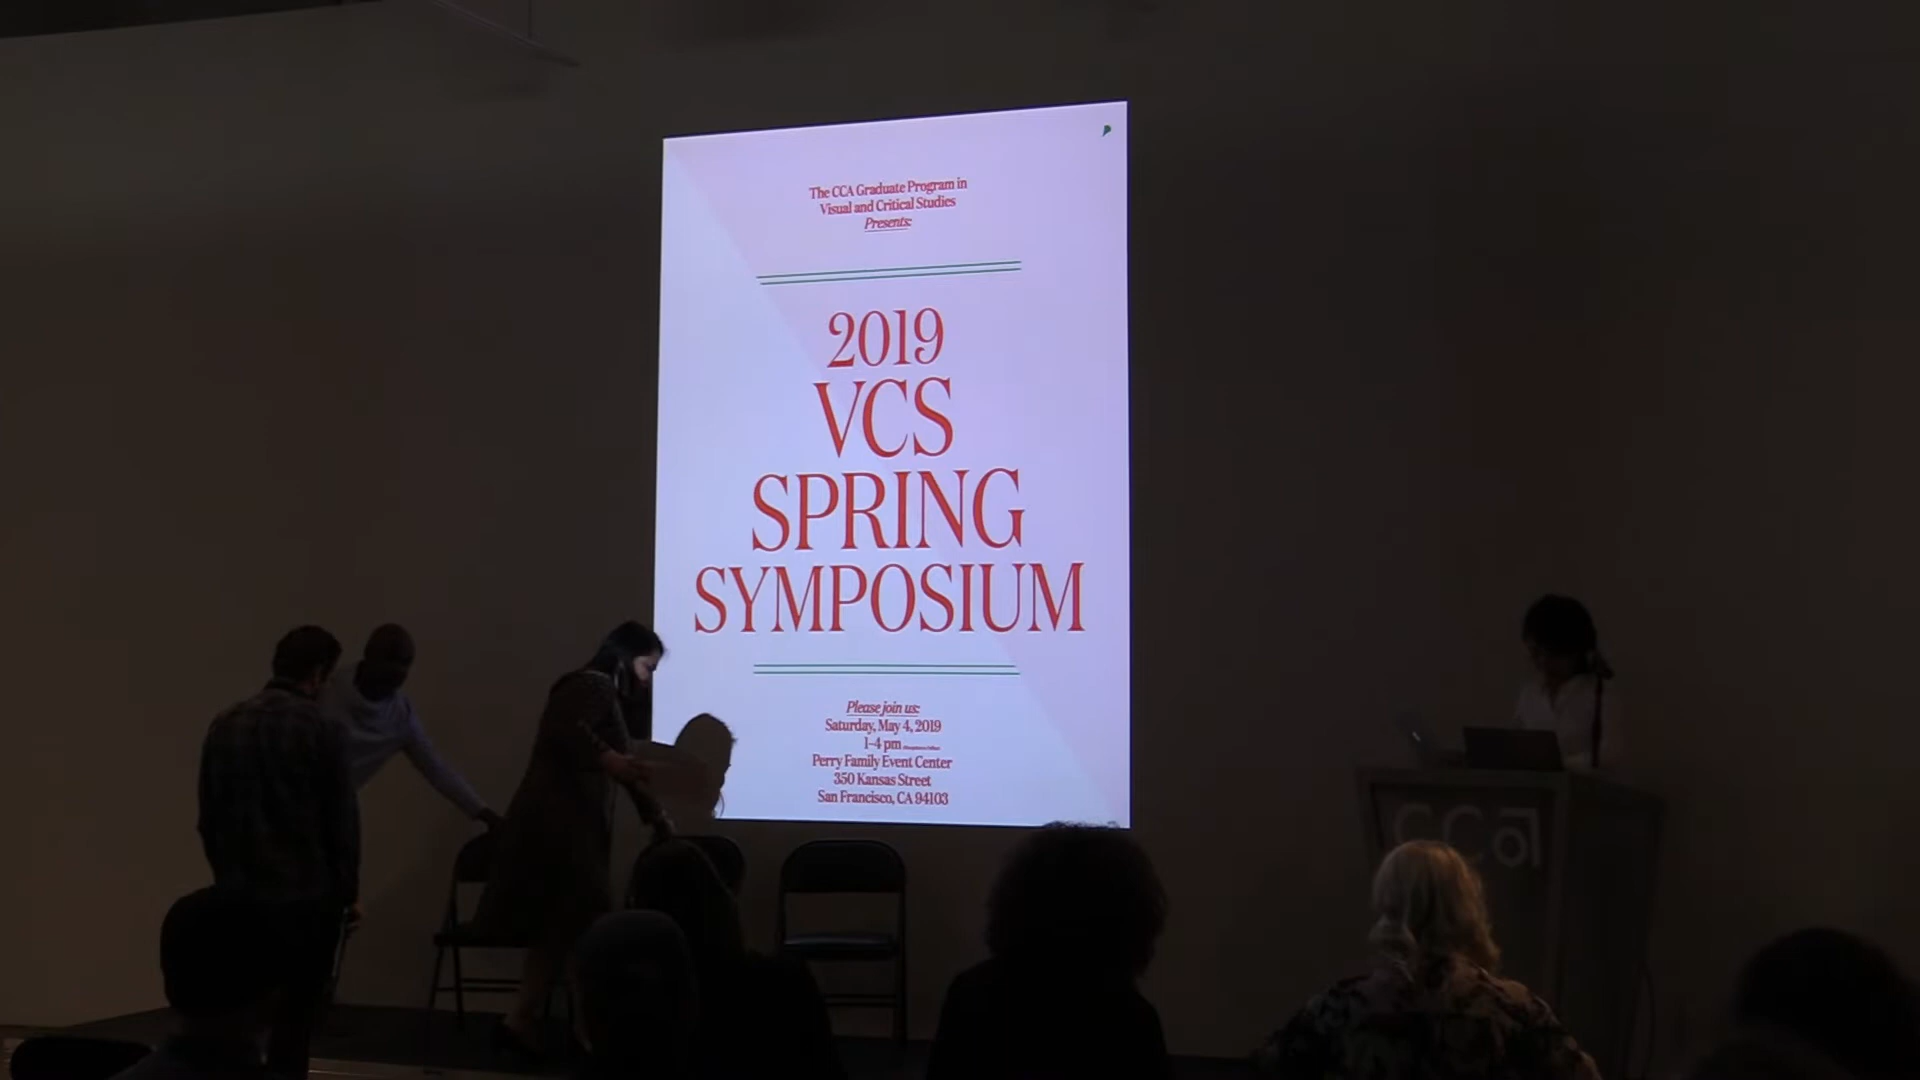 The CCA Graduate Program in
Visual and Critical Studies
Presents:
2019
VCS
SPRING
SYMPOSIUM
Please join us:
Saturday, May 4, 2019
1–4 pm
Perry Family Event Center
350 Kansas Street
San Francisco, CA 94103
cca